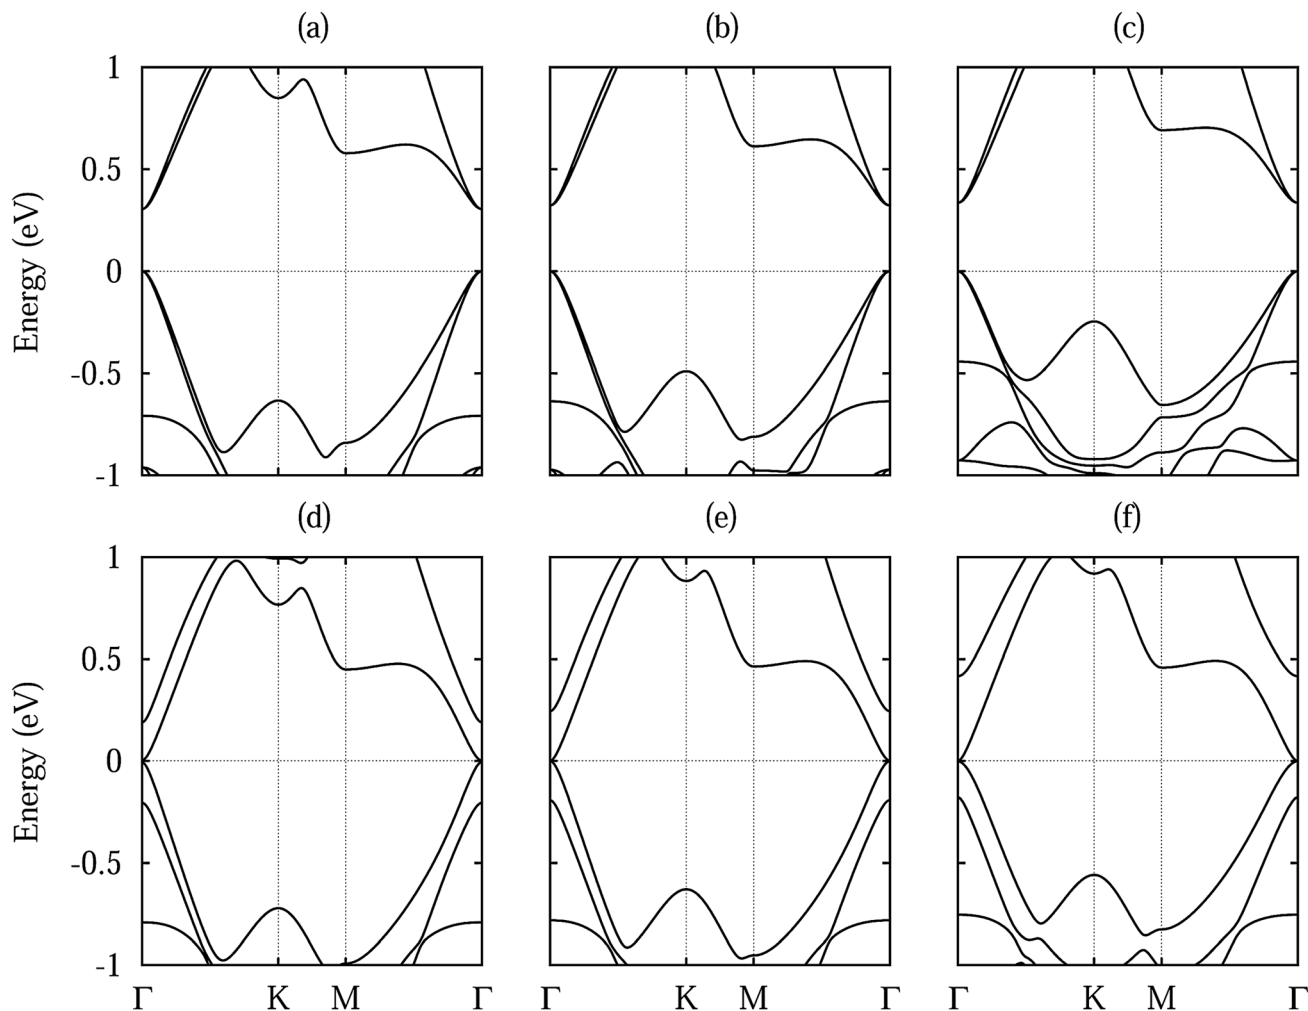 (a) (b) (c)
1
0.5
0
-0.5
-1
Energy (eV)
(d) (e) (f)
1
0.5
0
-0.5
-1
Energy (eV)
Γ K M Γ Γ K M Γ Γ K M Γ